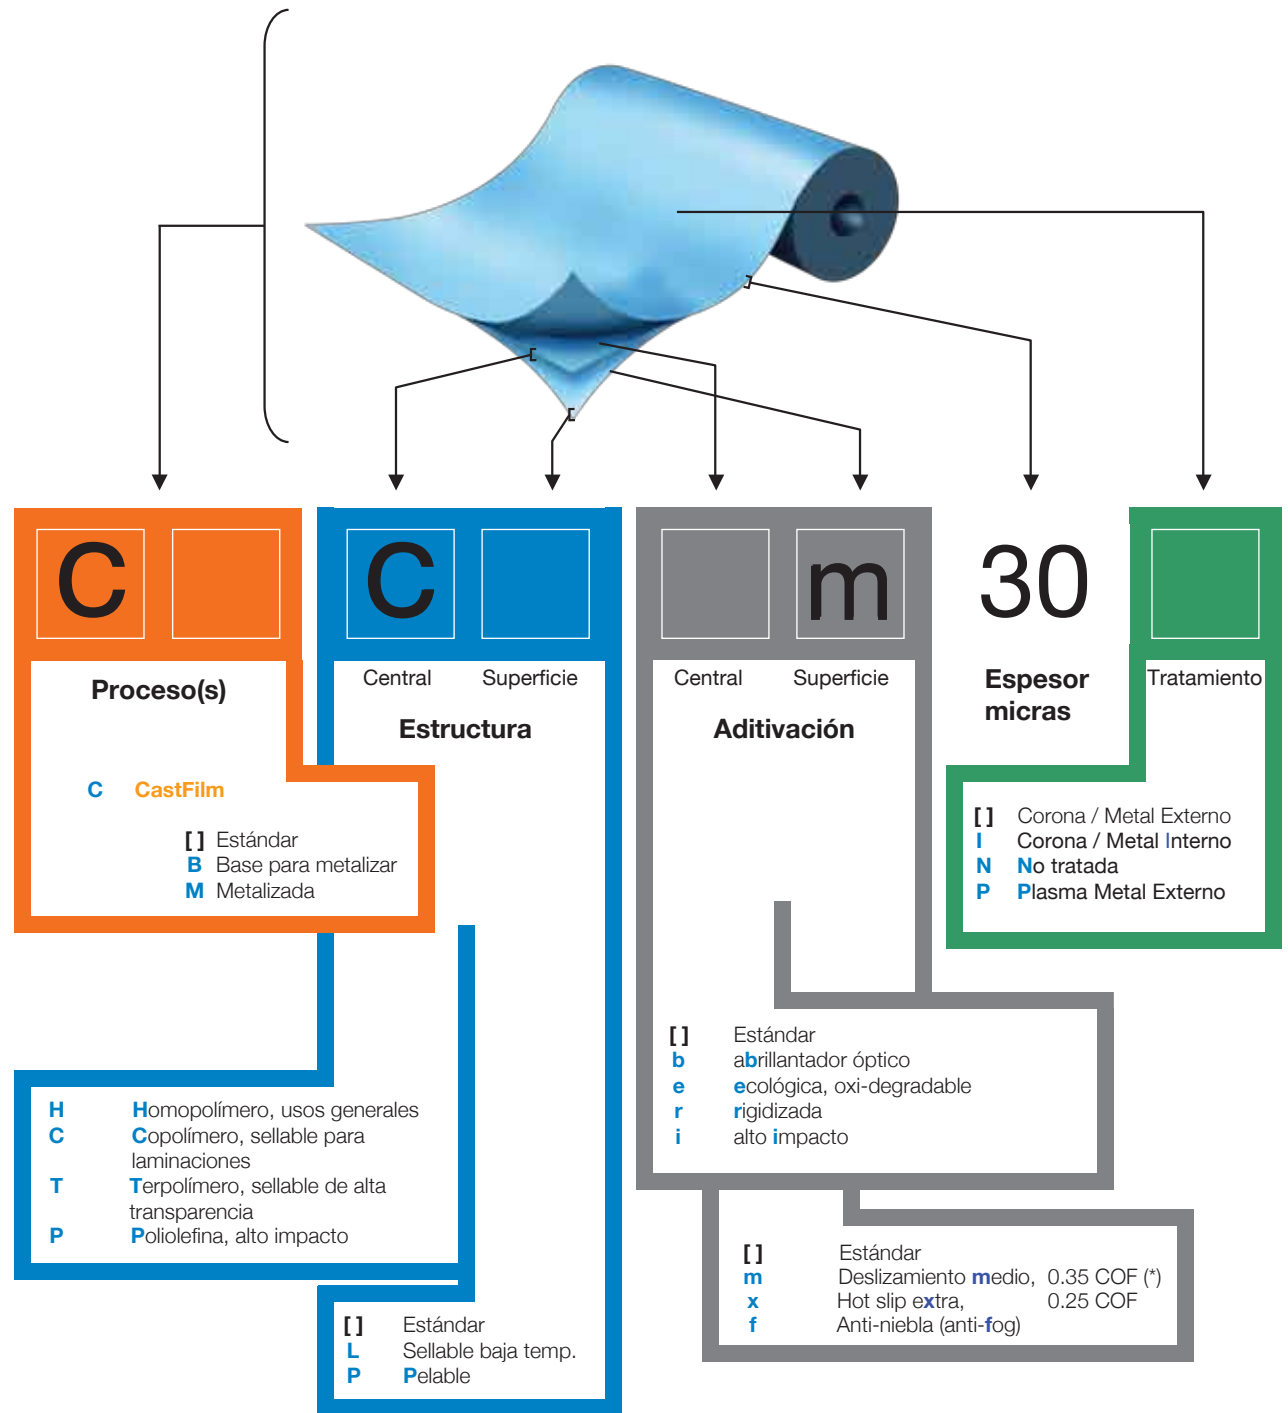 C
C
m
30
Proceso(s)
C CastFilm
[ ] Estándar
B Base para metalizar
M Metalizada
Central Superficie
Estructura
H Homopolímero, usos generales
C Copolímero, sellable para
laminaciones
T Terpolímero, sellable de alta
transparencia
P Poliolefina, alto impacto
[ ] Estándar
L Sellable baja temp.
P Pelable
Central Superficie
Aditivación
[ ] Estándar
b abrillantador óptico
e ecológica, oxi-degradable
r rigidizada
i alto impacto
[ ] Estándar
m Deslizamiento medio, 0.35 COF (*)
x Hot slip extra, 0.25 COF
f Anti-niebla (anti-fog)
Espesor
micras
Tratamiento
[ ] Corona / Metal Externo
I Corona / Metal Interno
N No tratada
P Plasma Metal Externo